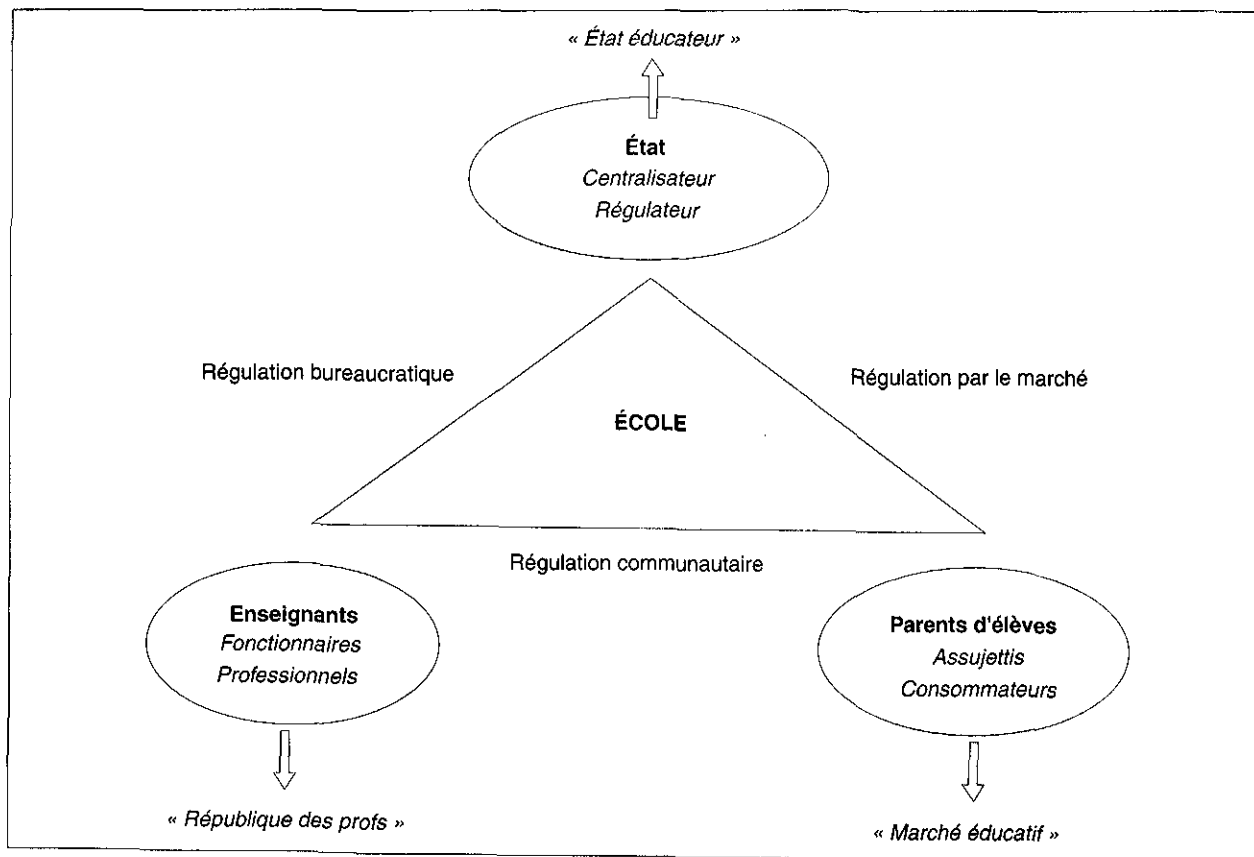 « État éducateur »
État
Centralisateur
Régulateur
Régulation bureaucratique
Régulation par le marché
ÉCOLE
Régulation communautaire
Enseignants
Fonctionnaires
Professionnels
Parents d'élèves
Assujettis
Consommateurs
« République des profs »
« Marché éducatif »